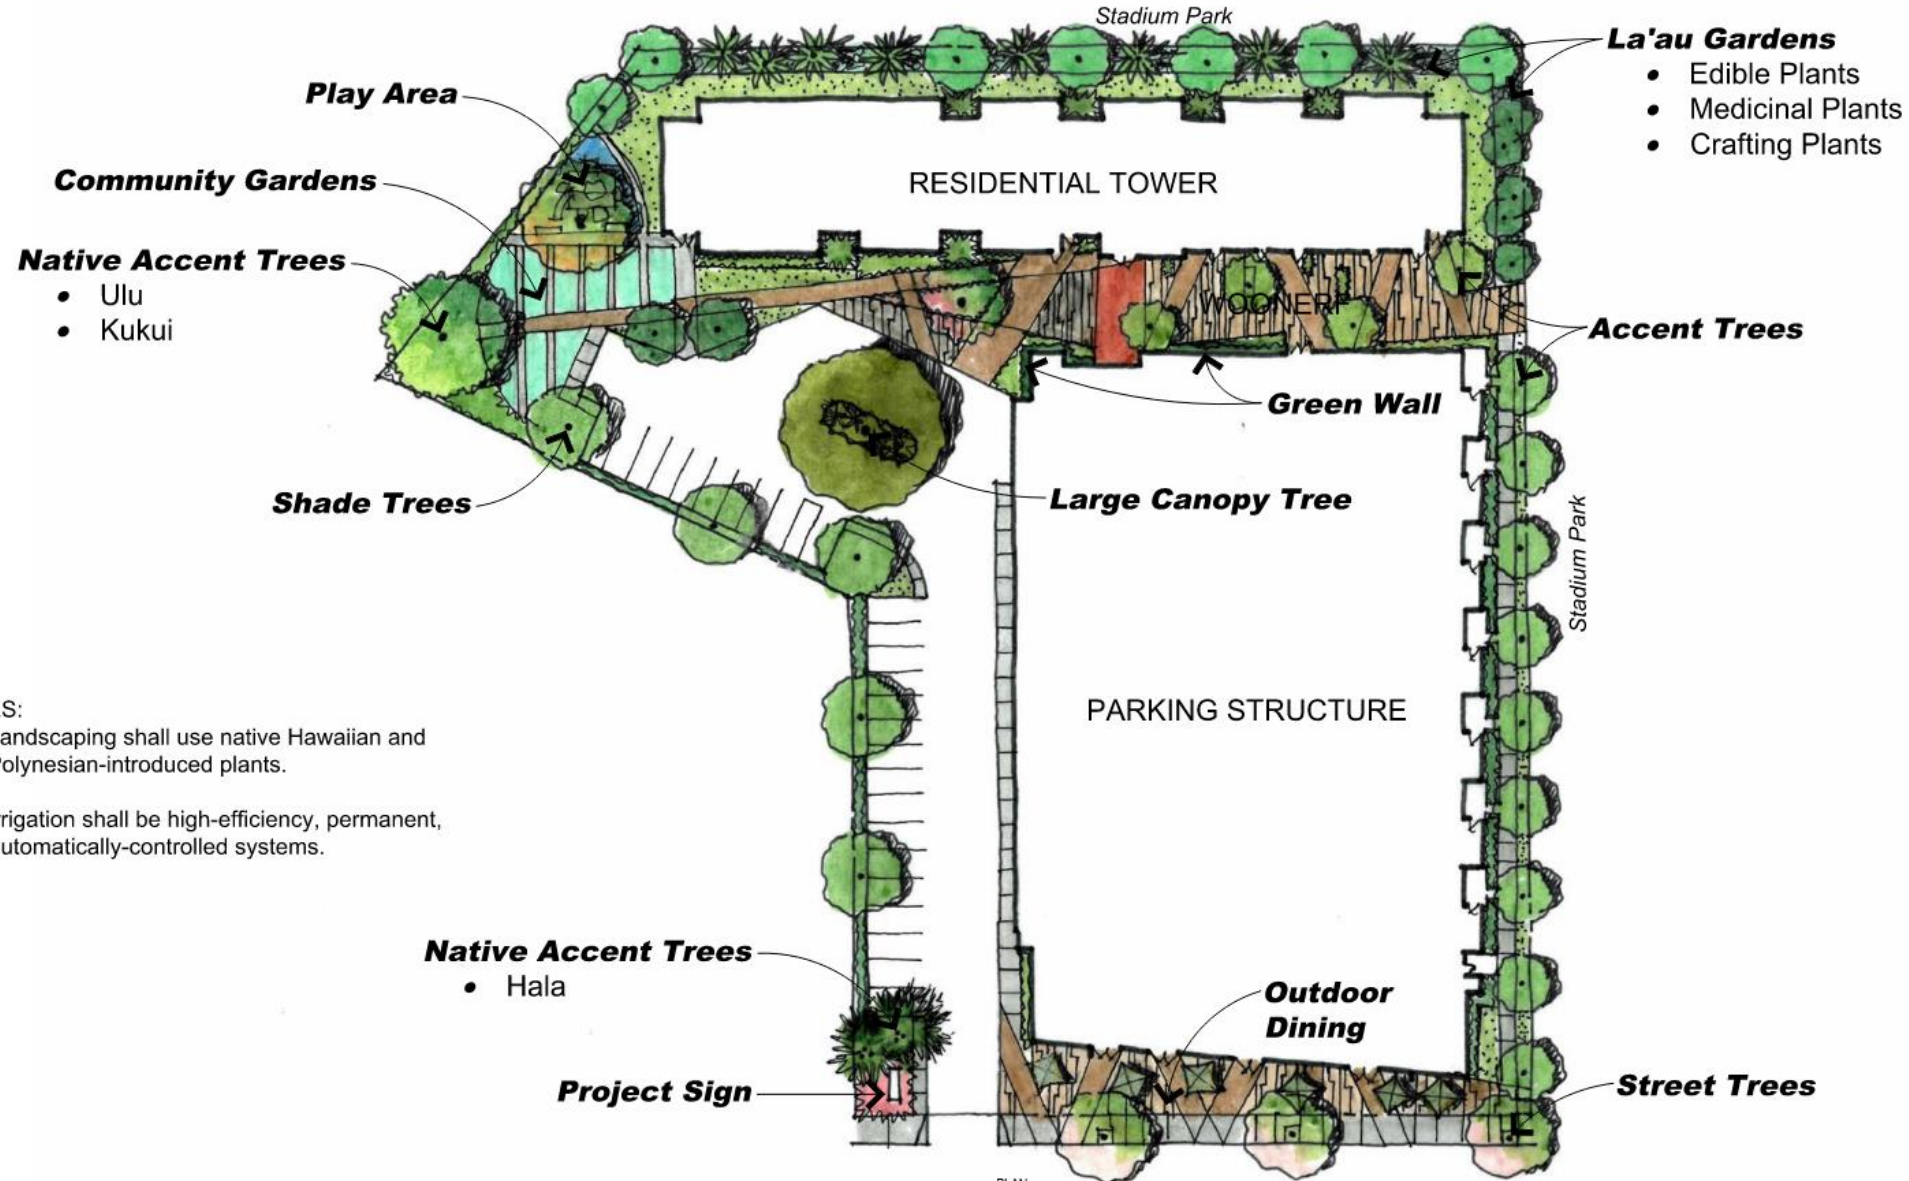 Stadium Park
La'au Gardens
• Edible Plants
• Medicinal Plants
• Crafting Plants
Play Area
Community Gardens
RESIDENTIAL TOWER
Native Accent Trees
• Ulu
• Kukui
WOONERF
Accent Trees
Green Wall
Shade Trees
Large Canopy Tree
Stadium Park
PARKING STRUCTURE
S:
andscaping shall use native Hawaiian and
Polynesian-introduced plants.
rigation shall be high-efficiency, permanent,
utomatically-controlled systems.
Native Accent Trees
• Hala
Outdoor
Dining
Project Sign
Street Trees